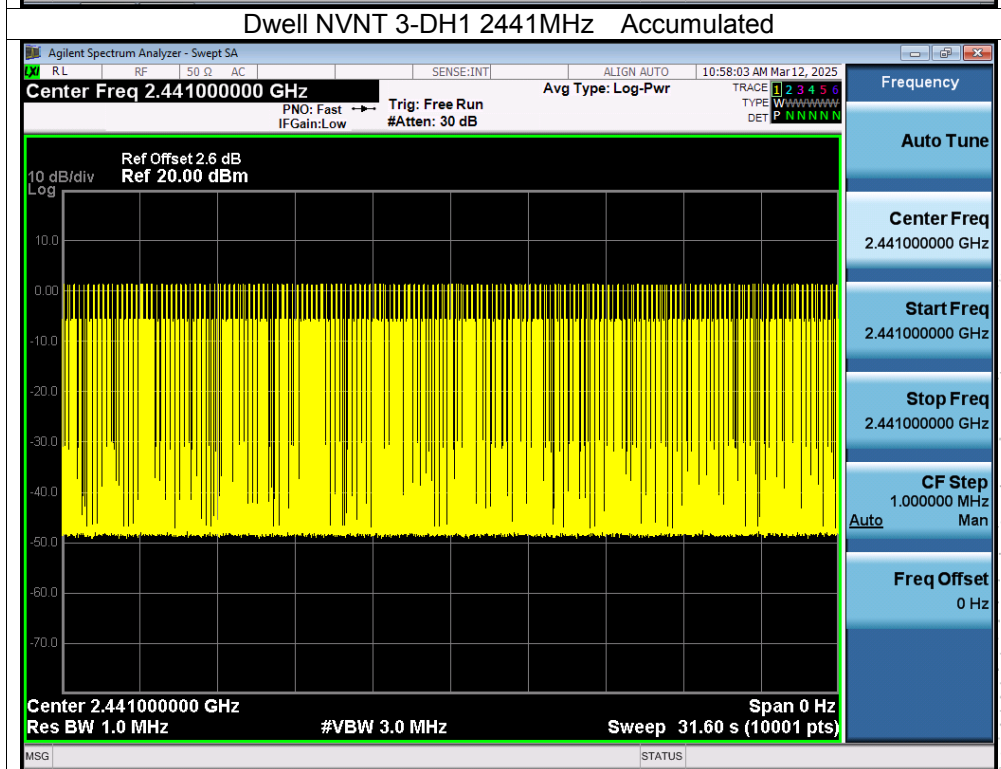 Dwell NVNT 3-DH1 2441MHz Accumulated
Agilent Spectrum Analyzer - Swept SA
LXI RL RF 50 Ω AC SENSE:INT ALIGN AUTO 10:58:03 AM Mar 12, 2025
Center Freq 2.441000000 GHz
PNO: Fast
IFGain:Low
Trig: Free Run
#Atten: 30 dB
Avg Type: Log-Pwr
TRACE 1 2 3 4 5 6
TYPE WWWWWWW
DET P N N N N N
Ref Offset 2.6 dB
10 dB/div Ref 20.00 dBm
Log
10.0
0.00
-10.0
-20.0
-30.0
-40.0
-50.0
-60.0
-70.0
Center 2.441000000 GHz Span 0 Hz
Res BW 1.0 MHz #VBW 3.0 MHz Sweep 31.60 s (10001 pts)
MSG STATUS
Frequency
Auto Tune
Center Freq
2.441000000 GHz
Start Freq
2.441000000 GHz
Stop Freq
2.441000000 GHz
CF Step
1.000000 MHz
Auto Man
Freq Offset
0 Hz